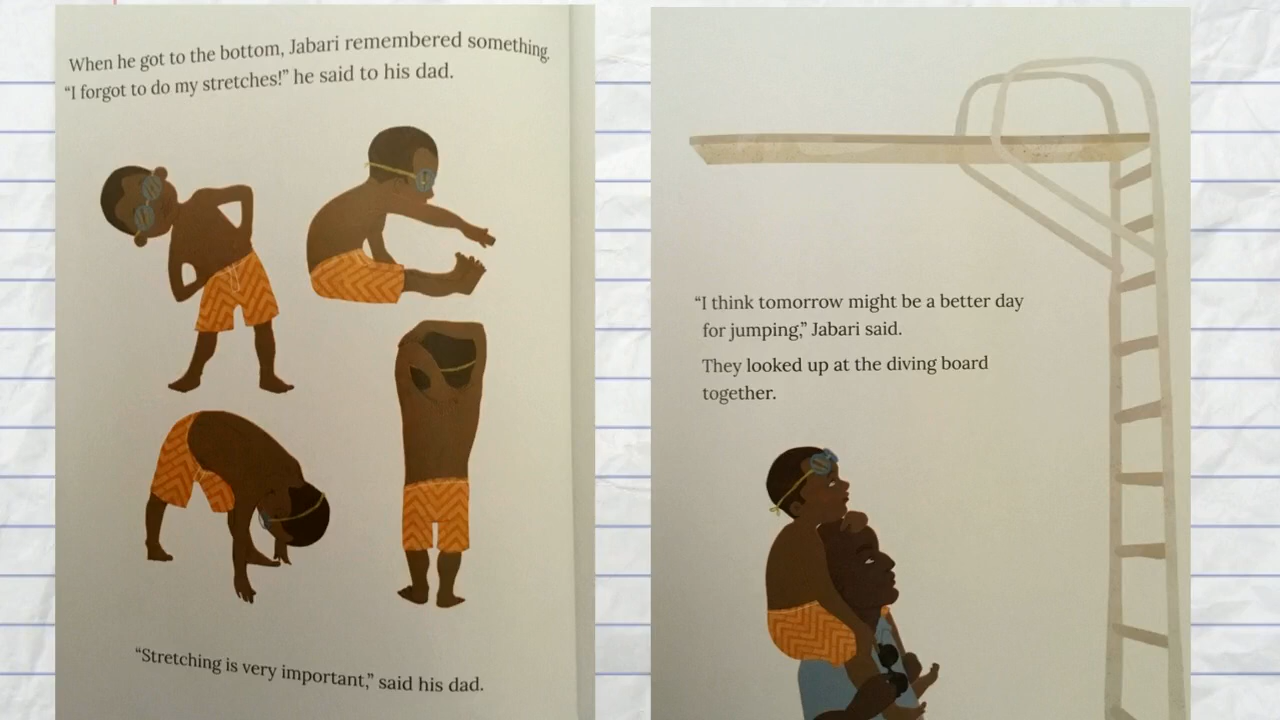 When he got to the bottom, Jabari remembered something.
“I forgot to do my stretches!” he said to his dad.
“Stretching is very important,” said his dad.
“I think tomorrow might be a better day
for jumping,” Jabari said.
They looked up at the diving board
together.